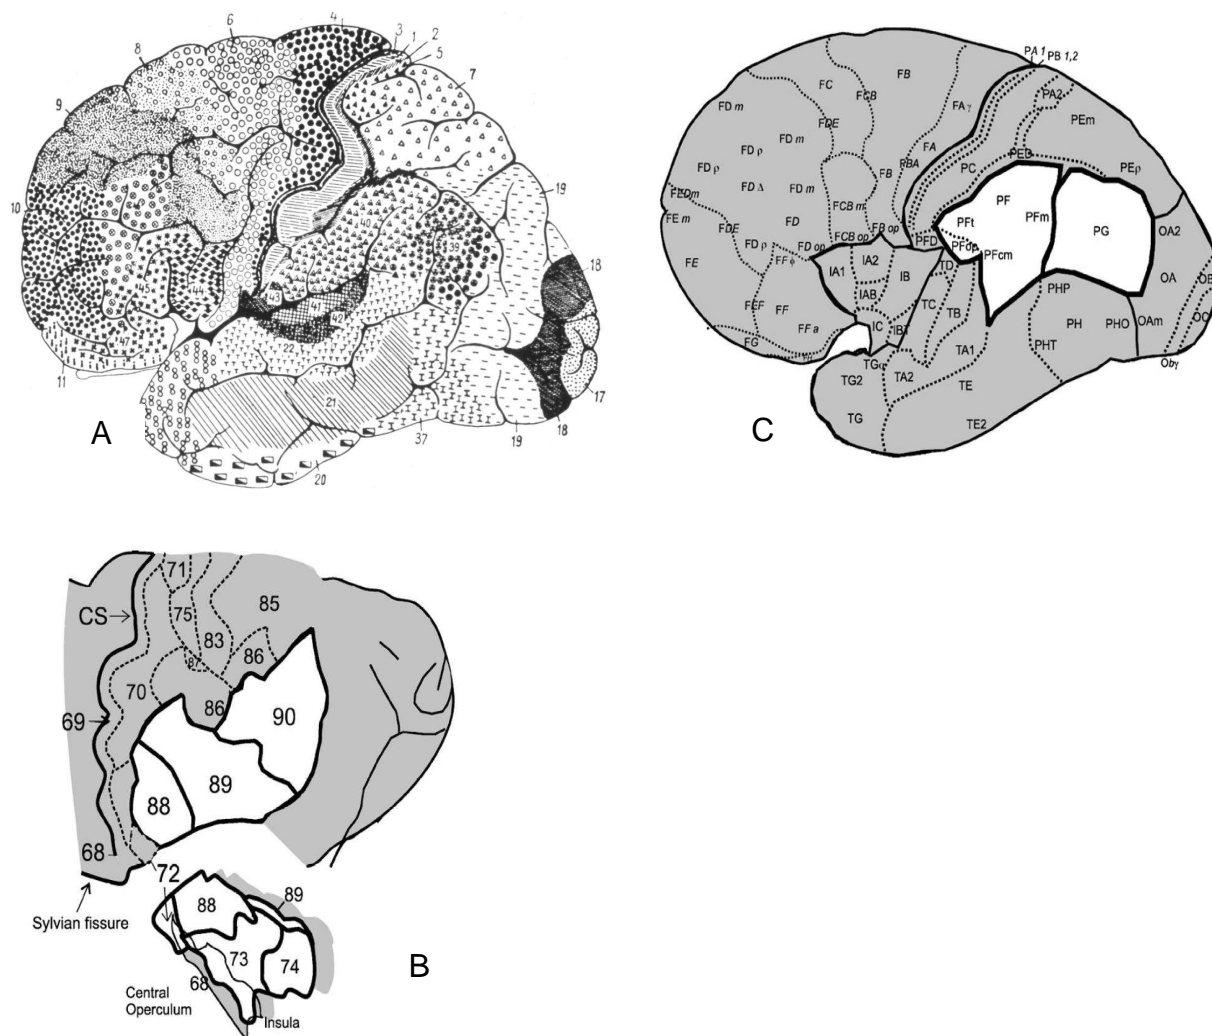 4
3
1
2
5
6
8
7
9
19
10
40
39
18
45
44
43
41
42
47
22
11
21
17
18
37
19
20
A
PA 1
PB 1,2
FC
FB
FCB
PA2
FD m
FA γ
PEm
FDE
FD m
FA
FD ρ
PED
FBA
PC
PEρ
FD ρ
FB
PF
FD Δ
FD m
FEDm
FCB m
PFt
PFm
FE m
FD
PG
FDE
FB op
OA2
FCB op
PFD
PFop
FD ρ
FD op
PFcm
FF φ
IA2
TD
FE
IA1
IB
OA
OB
IAB
TC
PHP
FEF
FF
TB
OC
IC
PH
PHO
OAm
FF a
IBT
TA1
PHT
FG
TG2
TA2
TE
Obγ
TG
TE2
C
71
CS
75
85
83
86
87
70
86
69
90
89
88
68
72
Sylvian fissure
88
89
73
74
68
Central
Operculum
Insula
B